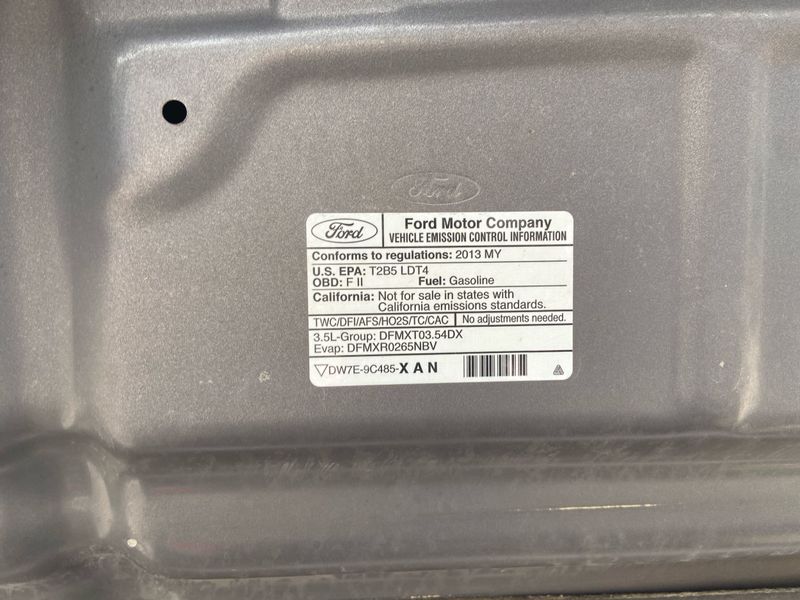 Ford
Ford
Ford Motor Company
VEHICLE EMISSION CONTROL INFORMATION
Conforms to regulations: 2013 MY
U.S. EPA: T2B5 LDT4
OBD: F II Fuel: Gasoline
California: Not for sale in states with
California emissions standards.
TWC/DFI/AFS/HO2S/TC/CAC No adjustments needed.
3.5L-Group: DFMXT03.54DX
Evap: DFMXR0265NBV
DW7E-9C485-XAN